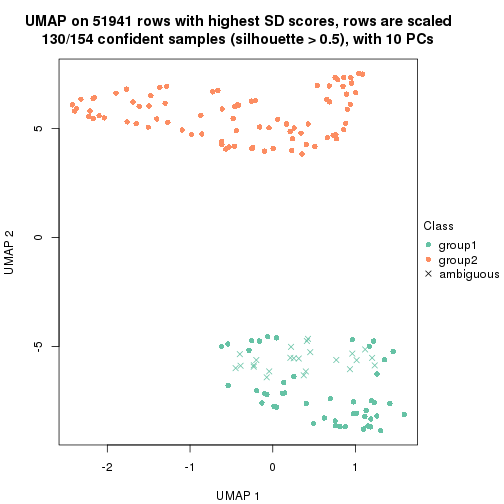 UMAP on 51941 rows with highest SD scores, rows are scaled
130/154 confident samples (silhouette > 0.5), with 10 PCs
5
0
-5
UMAP 2
-2
-1
0
1
UMAP 1
Class
group1
group2
ambiguous